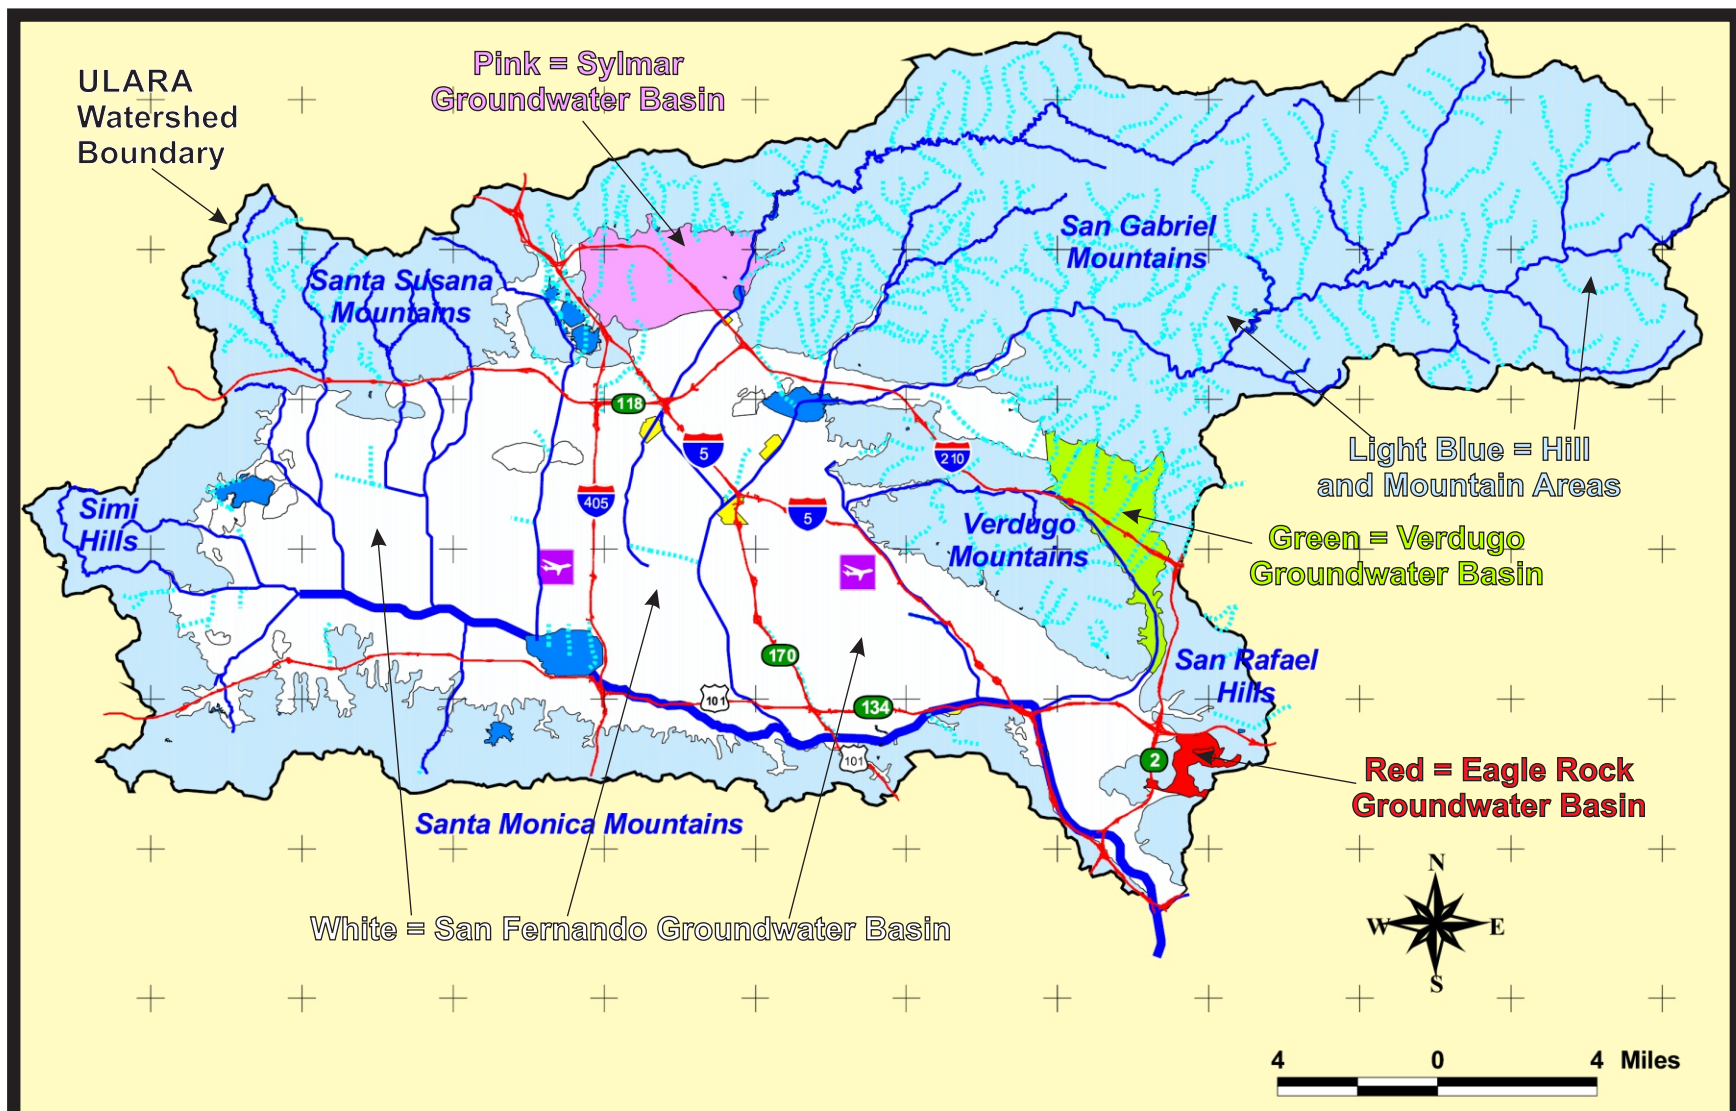 ULARA
Watershed
Boundary
Pink = Sylmar
Groundwater Basin
San Gabriel
Mountains
Santa Susana
Mountains
118
5
210
Light Blue = Hill
and Mountain Areas
405
5
Simi
Hills
Verdugo
Mountains
Green = Verdugo
Groundwater Basin
170
San Rafael
Hills
101
134
101
2
Red = Eagle Rock
Groundwater Basin
Santa Monica Mountains
White = San Fernando Groundwater Basin
N
W
E
S
4 0 4 Miles